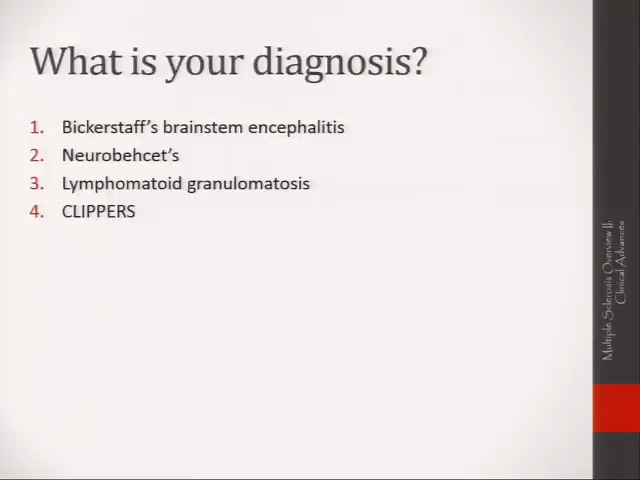 What is your diagnosis?
1. Bickerstaff's brainstem encephalitis
2. Neurobehcet's
3. Lymphomatoid granulomatosis
4. CLIPPERS
Multiple Sclerosis Overview II:
Clinical Advances